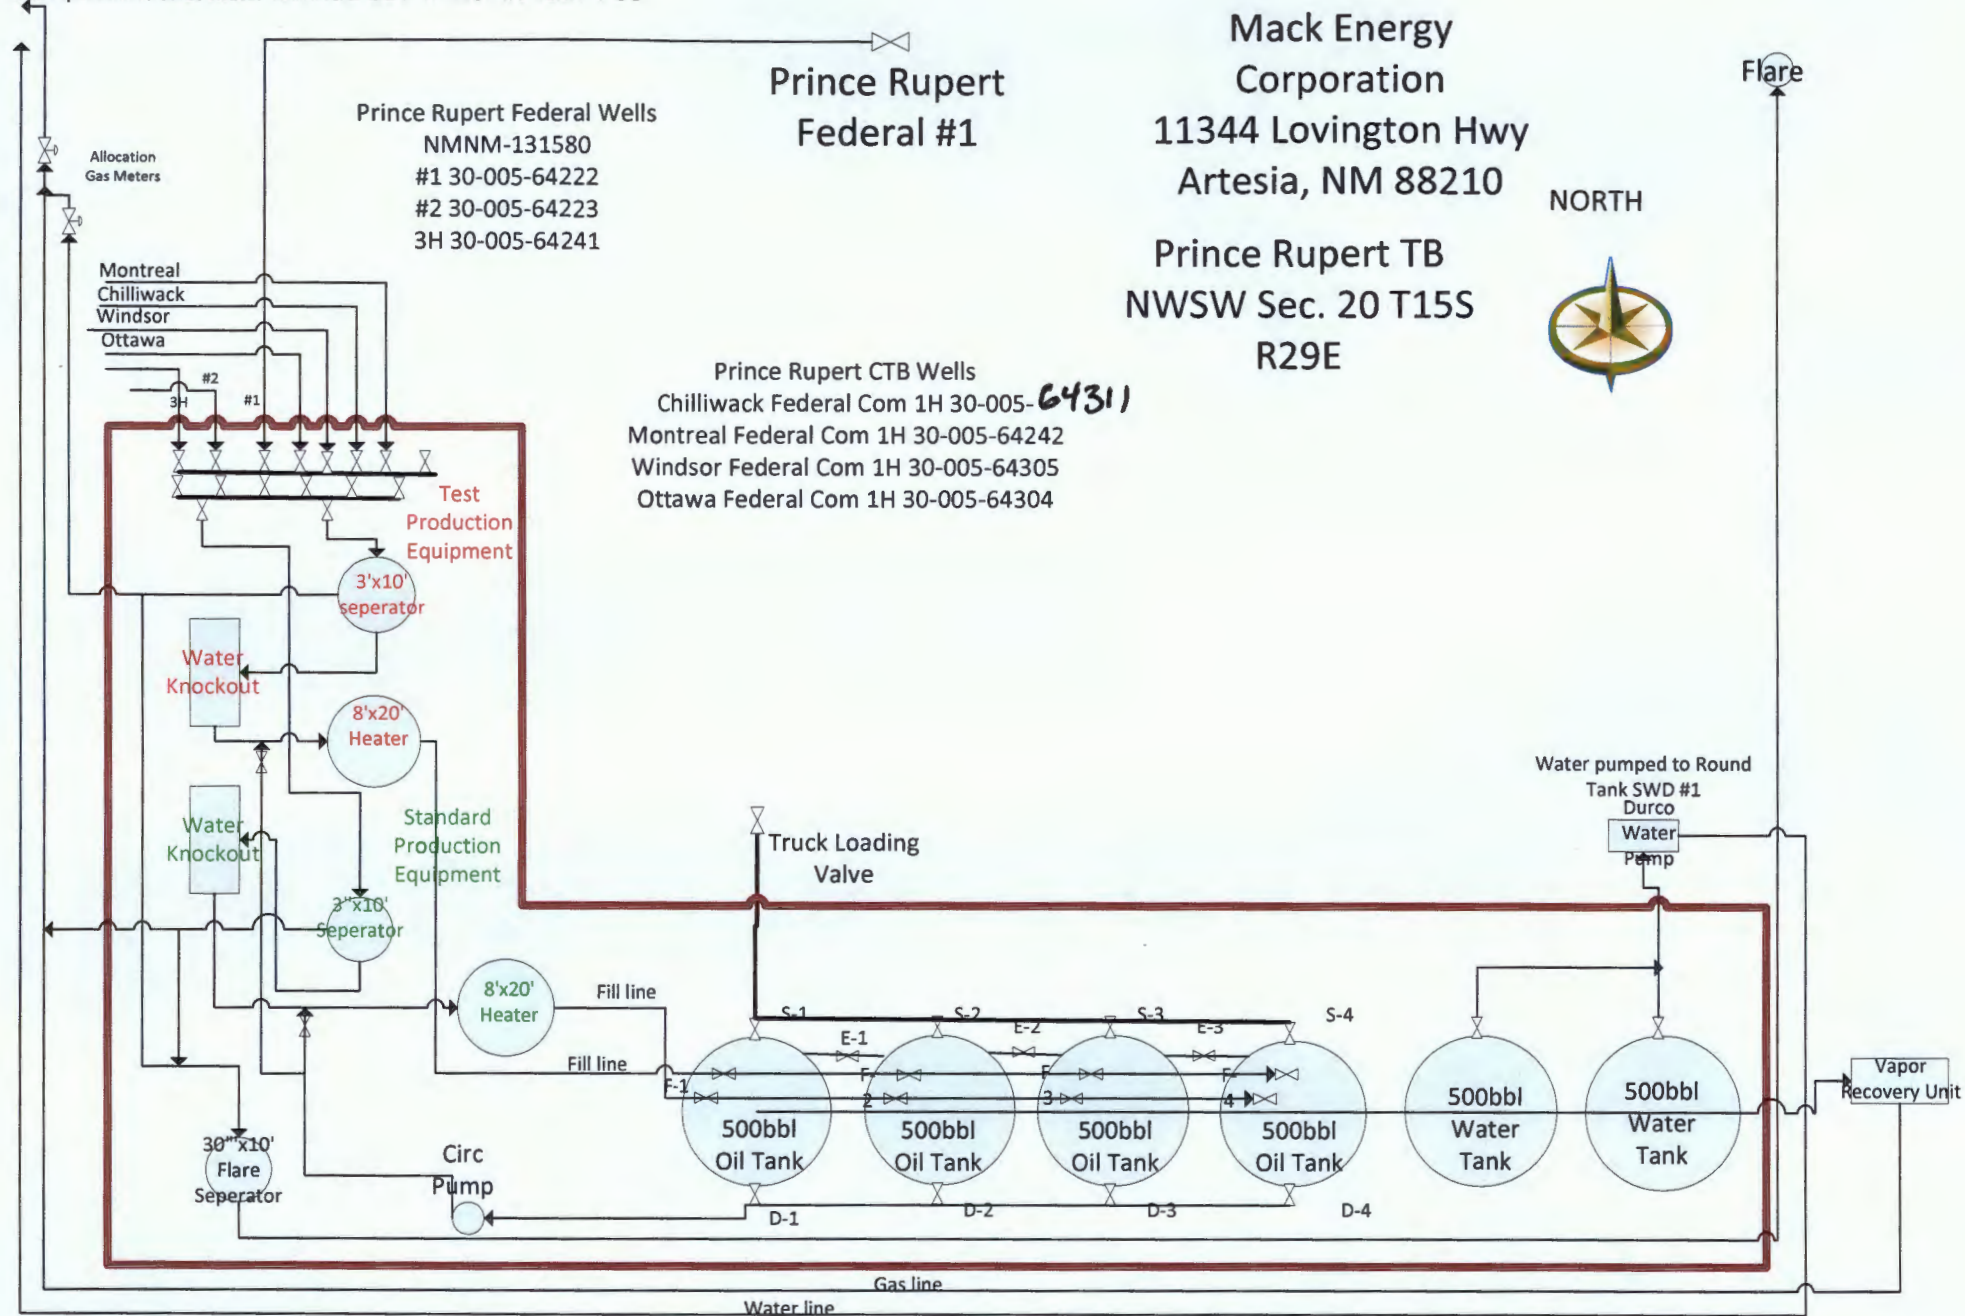 Mack Energy
Corporation
11344 Lovington Hwy
Artesia, NM 88210
Prince Rupert TB
NWSW Sec. 20 T15S
R29E
NORTH
Flare
Prince Rupert
Federal #1
Prince Rupert Federal Wells
NMNM-131580
#1 30-005-64222
#2 30-005-64223
3H 30-005-64241
Allocation
Gas Meters
Montreal
Chilliwack
Windsor
Ottawa
#2
3H
#1
Prince Rupert CTB Wells
Chilliwack Federal Com 1H 30-005-64311
Montreal Federal Com 1H 30-005-64242
Windsor Federal Com 1H 30-005-64305
Ottawa Federal Com 1H 30-005-64304
Test
Production
Equipment
3'x10'
seperator
Water
Knockout
8'x20'
Heater
Water
Knockout
Standard
Production
Equipment
3"x10'
Seperator
8'x20'
Heater
Fill line
Fill line
Truck Loading
Valve
Water pumped to Round
Tank SWD #1
Durco
Water
Pump
S-1
S-2
S-3
S-4
E-1
E-2
E-3
F-1
F-
2
F-
3
F-
4
500bbl
Oil Tank
500bbl
Oil Tank
500bbl
Oil Tank
500bbl
Oil Tank
500bbl
Water
Tank
500bbl
Water
Tank
Vapor
Recovery Unit
30"'x10'
Flare
Seperator
Circ
Pump
D-1
D-2
D-3
D-4
Gas line
Water line